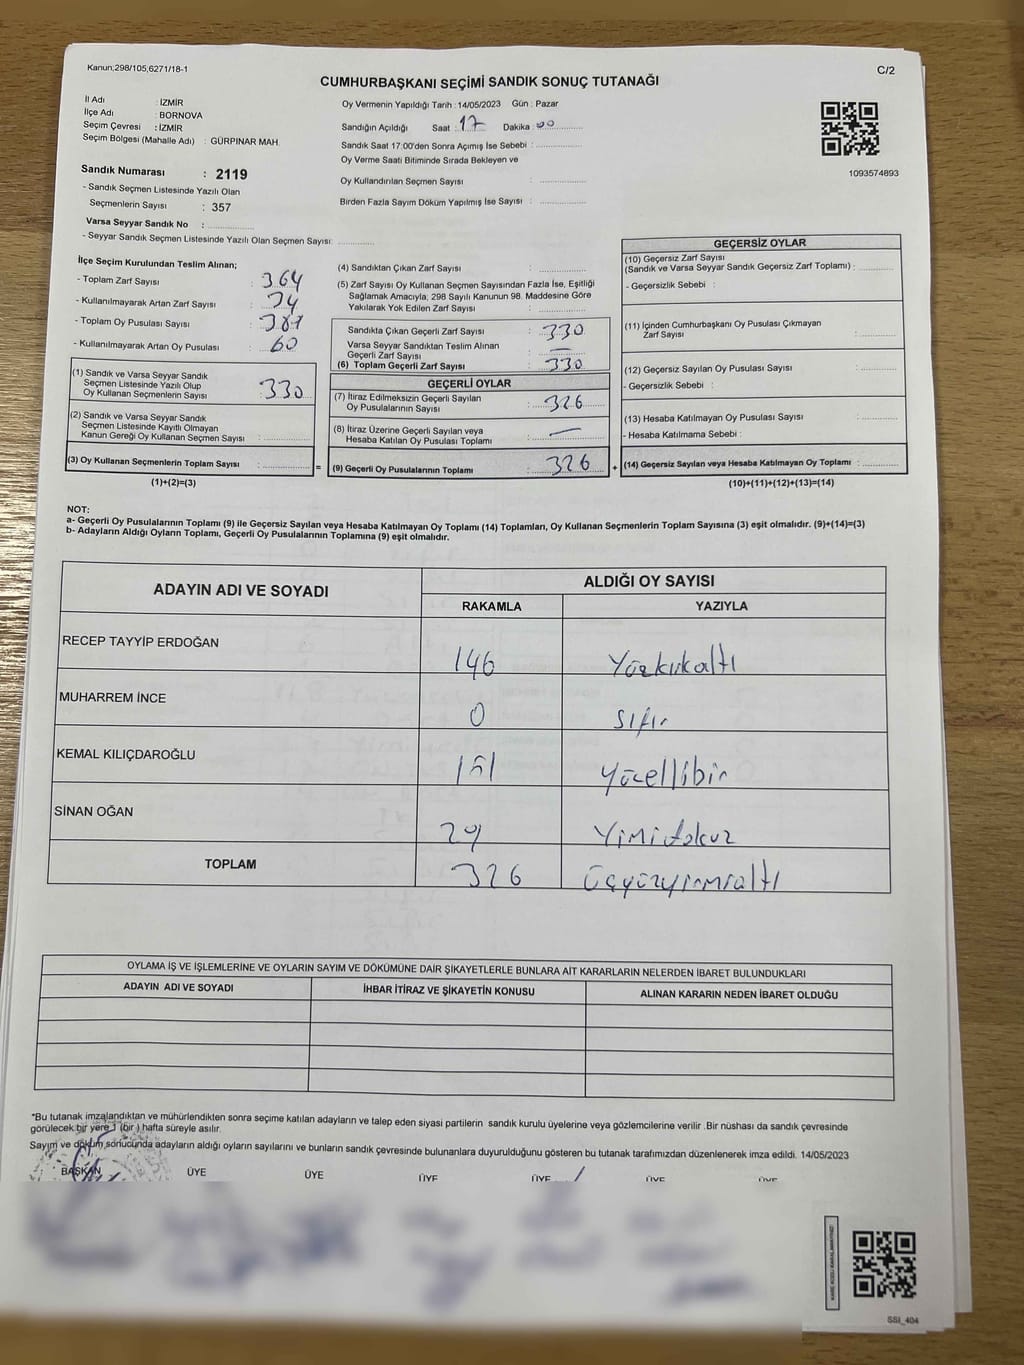 Kanun;298/105,6271/18-1
C/2
CUMHURBAŞKANI SEÇİMİ SANDIK SONUÇ TUTANAĞI
İl Adı : İZMİR
İlçe Adı : BORNOVA
Seçim Çevresi : İZMİR
Seçim Bölgesi (Mahalle Adı) : GÜRPINAR MAH.
Sandık Numarası : 2119
- Sandık Seçmen Listesinde Yazılı Olan
Seçmenlerin Sayısı : 357
Varsa Seyyar Sandık No :
- Seyyar Sandık Seçmen Listesinde Yazılı Olan Seçmen Sayısı:
Oy Vermenin Yapıldığı Tarih : 14/05/2023 Gün : Pazar
Sandığın Açıldığı Saat : 17 Dakika : 00
Sandık Saat 17:00'den Sonra Açımış İse Sebebi :
Oy Verme Saati Bitiminde Sırada Bekleyen ve
Oy Kullandırılan Seçmen Sayısı :
Birden Fazla Sayım Döküm Yapılmış İse Sayısı :
1093574893
İlçe Seçim Kurulundan Teslim Alınan;
- Toplam Zarf Sayısı : 364
- Kullanılmayarak Artan Zarf Sayısı : 34
- Toplam Oy Pusulası Sayısı :
- Kullanılmayarak Artan Oy Pusulası : 60
(1) Sandık ve Varsa Seyyar Sandık
Seçmen Listesinde Yazılı Olup
Oy Kullanan Seçmenlerin Sayısı : 330
(2) Sandık ve Varsa Seyyar Sandık
Seçmen Listesinde Kayıtlı Olmayan
Kanun Gereği Oy Kullanan Seçmen Sayısı :
(3) Oy Kullanan Seçmenlerin Toplam Sayısı : =
(1)+(2)=(3)
(4) Sandıktan Çıkan Zarf Sayısı :
(5) Zarf Sayısı Oy Kullanan Seçmen Sayısından Fazla İse, Eşitliği
Sağlamak Amacıyla; 298 Sayılı Kanunun 98. Maddesine Göre
Yakılarak Yok Edilen Zarf Sayısı :
Sandıkta Çıkan Geçerli Zarf Sayısı : 330
Varsa Seyyar Sandıktan Teslim Alınan
Geçerli Zarf Sayısı : —
(6) Toplam Geçerli Zarf Sayısı : 330
GEÇERLİ OYLAR
(7) İtiraz Edilmeksizin Geçerli Sayılan
Oy Pusulalarının Sayısı : 326
(8) İtiraz Üzerine Geçerli Sayılan veya
Hesaba Katılan Oy Pusulası Toplamı : —
(9) Geçerli Oy Pusulalarının Toplamı : 326 +
GEÇERSİZ OYLAR
(10) Geçersiz Zarf Sayısı
(Sandık ve Varsa Seyyar Sandık Geçersiz Zarf Toplamı) :
- Geçersizlik Sebebi :
(11) İçinden Cumhurbaşkanı Oy Pusulası Çıkmayan
Zarf Sayısı :
(12) Geçersiz Sayılan Oy Pusulası Sayısı :
- Geçersizlik Sebebi :
(13) Hesaba Katılmayan Oy Pusulası Sayısı :
- Hesaba Katılmama Sebebi :
(14) Geçersiz Sayılan veya Hesaba Katılmayan Oy Toplamı :
(10)+(11)+(12)+(13)=(14)
NOT:
a- Geçerli Oy Pusulalarının Toplamı (9) ile Geçersiz Sayılan veya Hesaba Katılmayan Oy Toplamı (14) Toplamları, Oy Kullanan Seçmenlerin Toplam Sayısına (3) eşit olmalıdır. (9)+(14)=(3)
b- Adayların Aldığı Oyların Toplamı, Geçerli Oy Pusulalarının Toplamına (9) eşit olmalıdır.
ADAYIN ADI VE SOYADI ALDIĞI OY SAYISI
RAKAMLA YAZIYLA
RECEP TAYYİP ERDOĞAN 146 Yüzkırkaltı
MUHARREM İNCE 0 sıfır
KEMAL KILIÇDAROĞLU 151 Yüzellibir
SİNAN OĞAN 29 Yirmidokuz
TOPLAM 326 Üçyüzyirmialtı
OYLAMA İŞ VE İŞLEMLERİNE VE OYLARIN SAYIM VE DÖKÜMÜNE DAİR ŞİKAYETLERLE BUNLARA AİT KARARLARIN NELERDEN İBARET BULUNDUKLARI
ADAYIN ADI VE SOYADI İHBAR İTİRAZ VE ŞİKAYETİN KONUSU ALINAN KARARIN NEDEN İBARET OLDUĞU
*Bu tutanak imzalandıktan ve mühürlendikten sonra seçime katılan adayların ve talep eden siyasi partilerin sandık kurulu üyelerine veya gözlemcilerine verilir. Bir nüshası da sandık çevresinde
görülecek bir yere 1 (bir) hafta süreyle asılır.
Sayım ve döküm sonucunda adayların aldığı oyların sayılarını ve bunların sandık çevresinde bulunanlara duyurulduğunu gösteren bu tutanak tarafımızdan düzenlenerek imza edildi. 14/05/2023
BAŞKAN ÜYE ÜYE ÜYE ÜYE ÜYE ÜYE
SSI_404